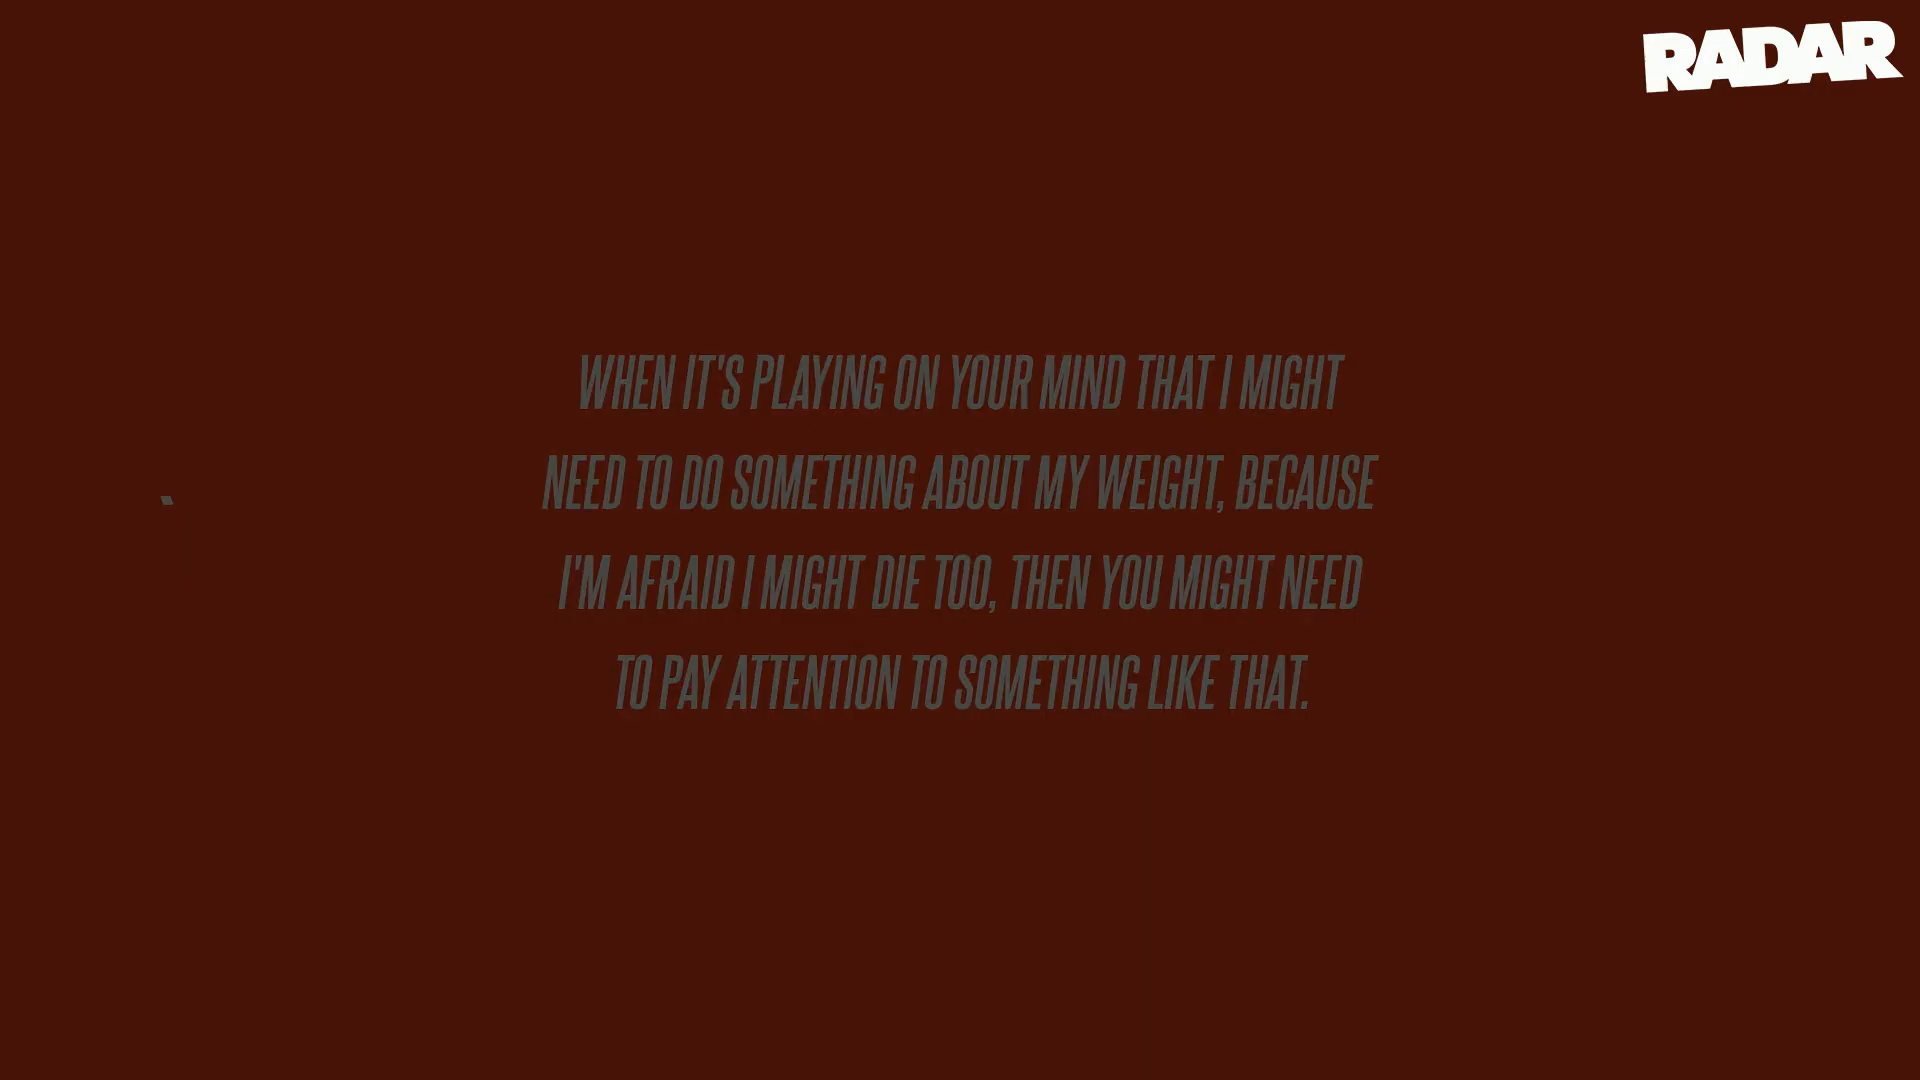 RADAR
WHEN IT'S PLAYING ON YOUR MIND THAT I MIGHT
NEED TO DO SOMETHING ABOUT MY WEIGHT, BECAUSE
I'M AFRAID I MIGHT DIE TOO, THEN YOU MIGHT NEED
TO PAY ATTENTION TO SOMETHING LIKE THAT.